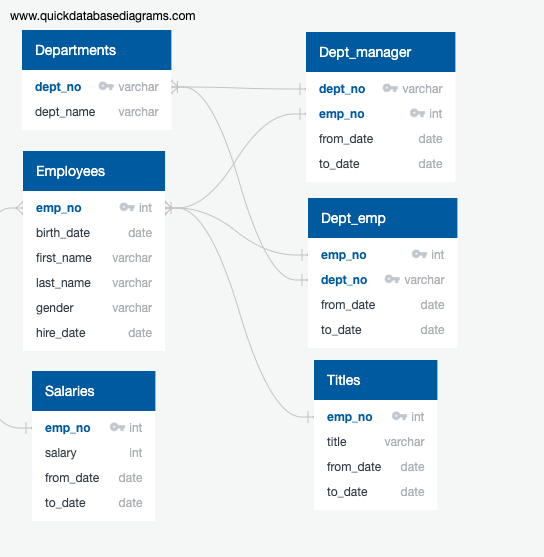 www.quickdatabasediagrams.com
Departments
dept_no varchar
dept_name varchar
Employees
emp_no int
birth_date date
first_name varchar
last_name varchar
gender varchar
hire_date date
Salaries
emp_no int
salary int
from_date date
to_date date
Dept_manager
dept_no varchar
emp_no int
from_date date
to_date date
Dept_emp
emp_no int
dept_no varchar
from_date date
to_date date
Titles
emp_no int
title varchar
from_date date
to_date date